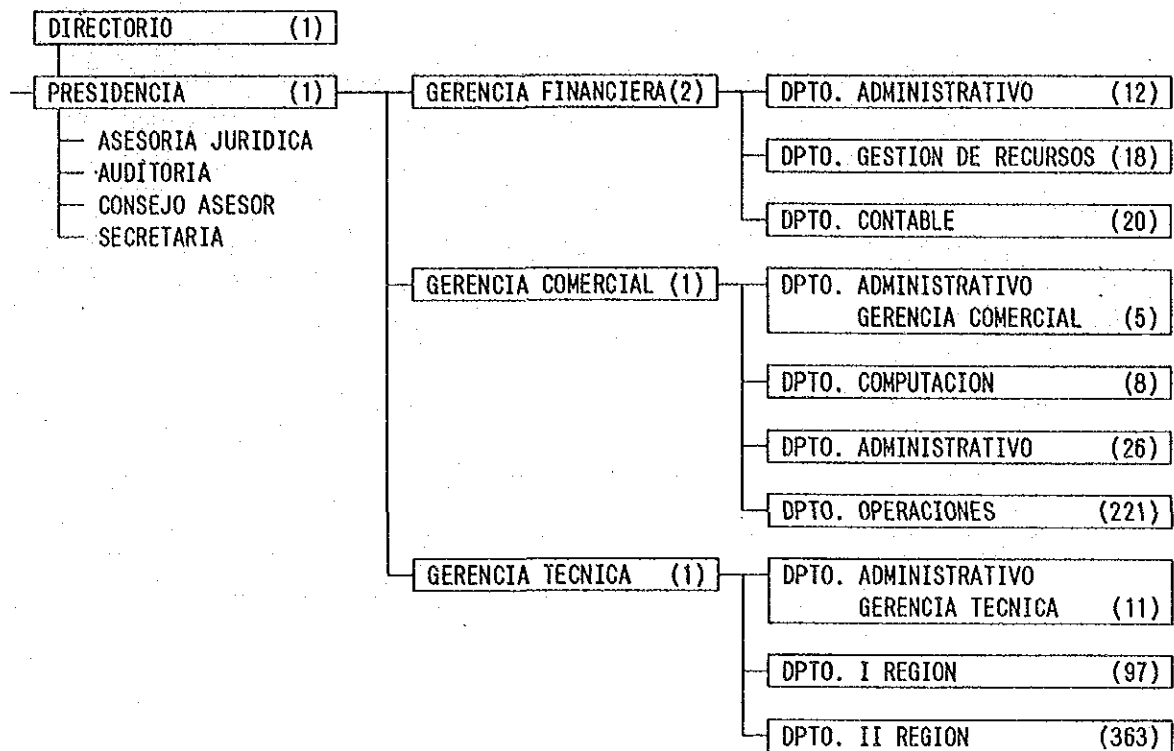 DIRECTORIO (1)
PRESIDENCIA (1)
ASESORIA JURIDICA
AUDITORIA
CONSEJO ASESOR
SECRETARIA
GERENCIA FINANCIERA(2)
DPTO. ADMINISTRATIVO (12)
DPTO. GESTION DE RECURSOS (18)
DPTO. CONTABLE (20)
GERENCIA COMERCIAL (1)
DPTO. ADMINISTRATIVO
GERENCIA COMERCIAL (5)
DPTO. COMPUTACION (8)
DPTO. ADMINISTRATIVO (26)
DPTO. OPERACIONES (221)
GERENCIA TECNICA (1)
DPTO. ADMINISTRATIVO
GERENCIA TECNICA (11)
DPTO. I REGION (97)
DPTO. II REGION (363)